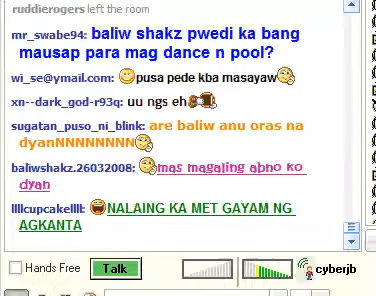 ruddierogers left the room
mr_swabe94: baliw shakz pwedi ka bang
mausap para mag dance n pool?
wi_se@ymail.com: pusa pede kba masayaw
xn--dark_god-r93q: uu ngs eh
sugatan_puso_ni_blink: are baliw anu oras na
dyanNNNNNNNN
baliwshakz.26032008: mas magaling abno ko
dyan
llllcupcakellll: NALAING KA MET GAYAM NG
AGKANTA
Hands Free Talk cyberjb